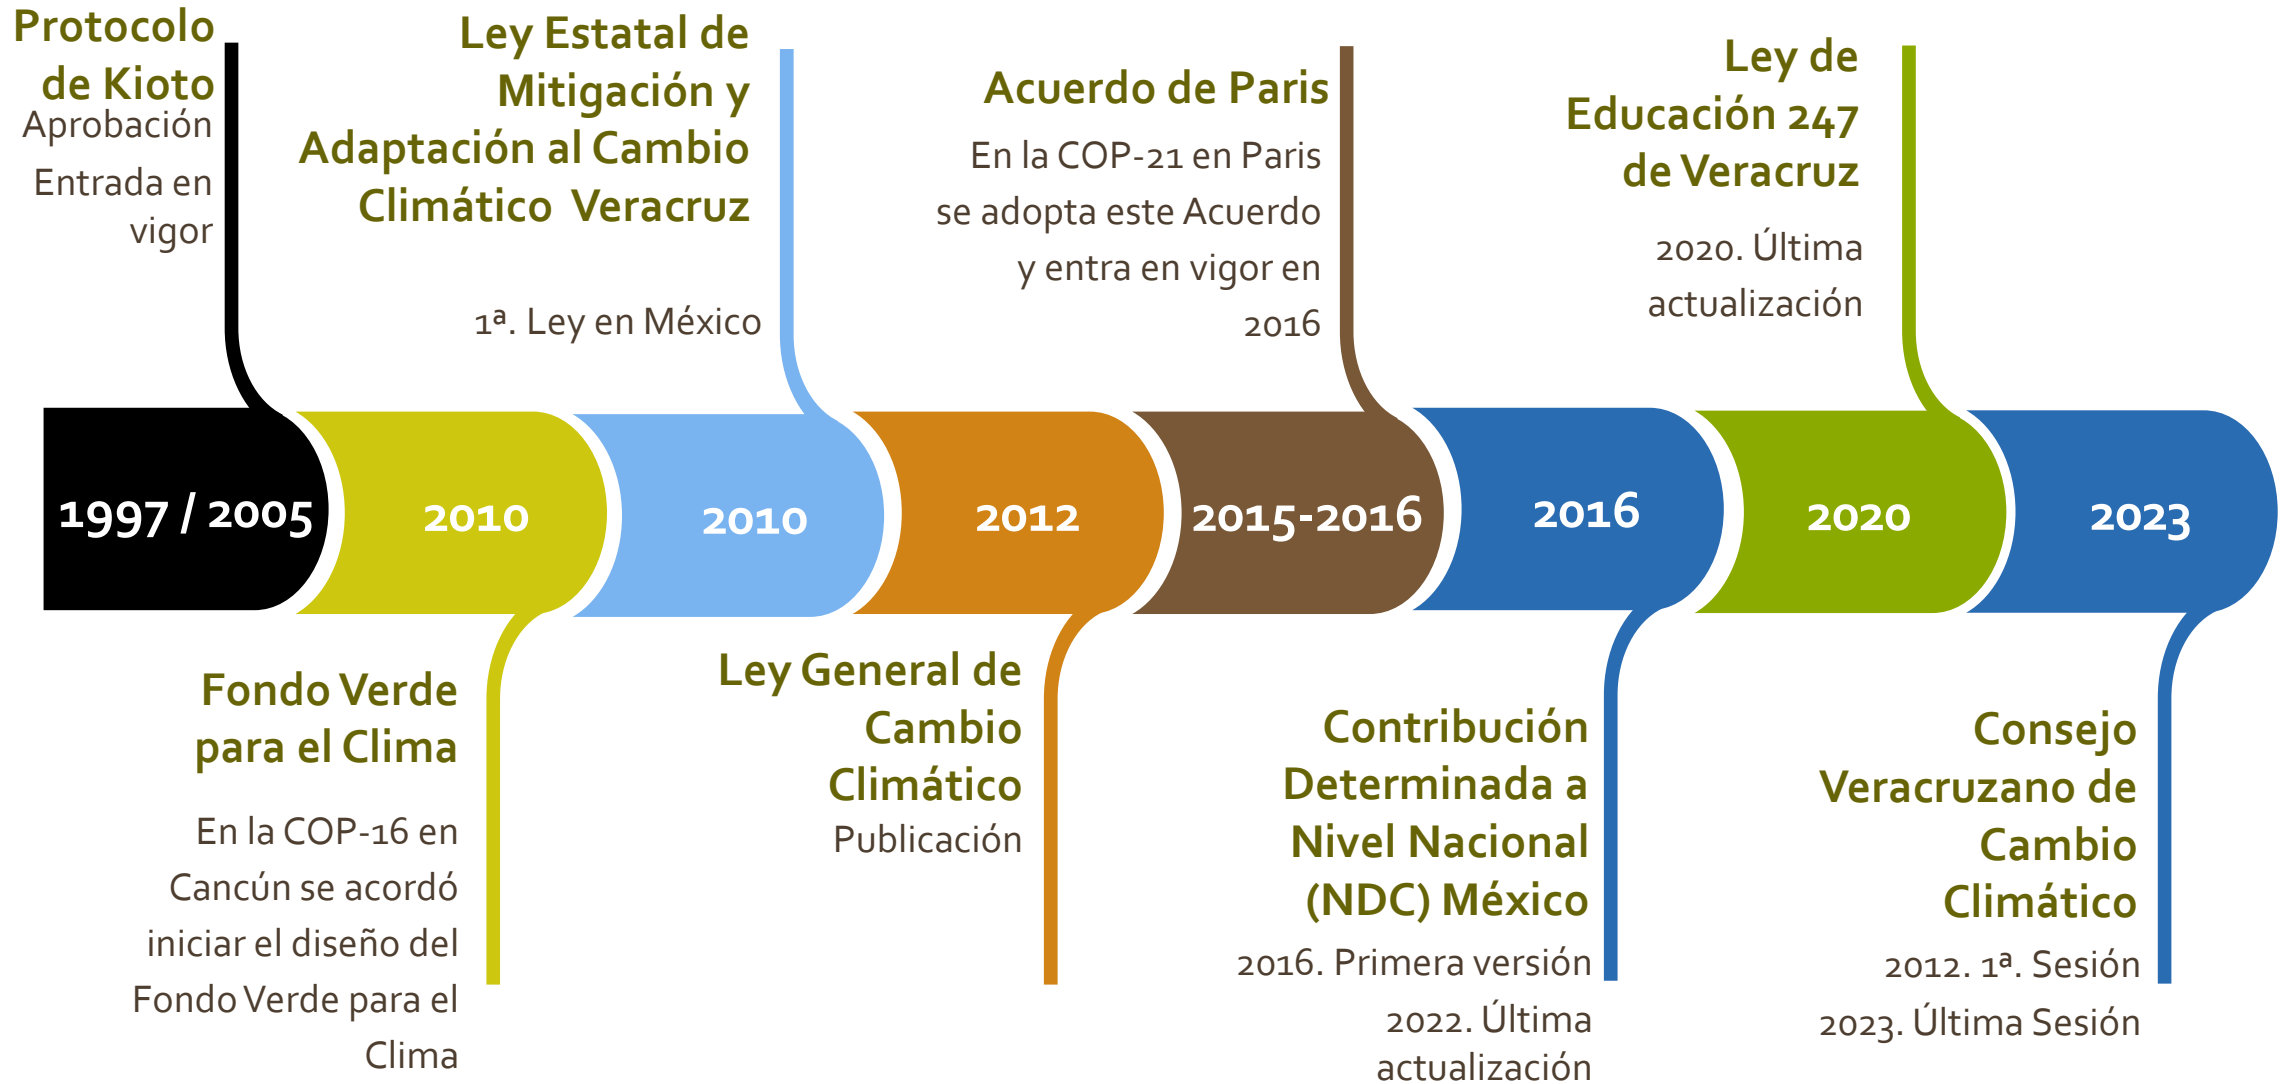 Protocolo
de Kioto
Aprobación
Entrada en
vigor
Ley Estatal de
Mitigación y
Adaptación al Cambio
Climático Veracruz
1ª. Ley en México
Acuerdo de Paris
En la COP-21 en Paris
se adopta este Acuerdo
y entra en vigor en
2016
Ley de
Educación 247
de Veracruz
2020. Última
actualización
1997 / 2005
2010
2010
2012
2015-2016
2016
2020
2023
Fondo Verde
para el Clima
En la COP-16 en
Cancún se acordó
iniciar el diseño del
Fondo Verde para el
Clima
Ley General de
Cambio
Climático
Publicación
Contribución
Determinada a
Nivel Nacional
(NDC) México
2016. Primera versión
2022. Última
actualización
Consejo
Veracruzano de
Cambio
Climático
2012. 1ª. Sesión
2023. Última Sesión